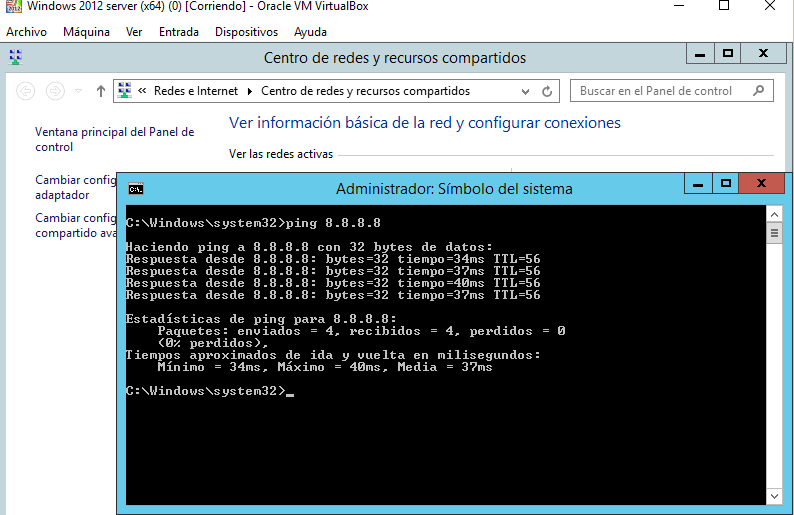 Windows 2012 server (x64) (0) [Corriendo] - Oracle VM VirtualBox
Archivo Máquina Ver Entrada Dispositivos Ayuda
Centro de redes y recursos compartidos
« Redes e Internet Centro de redes y recursos compartidos
Buscar en el Panel de control
Ventana principal del Panel de
control
Cambiar config
adaptador
Cambiar config
compartido ava
Ver información básica de la red y configurar conexiones
Ver las redes activas
Administrador: Símbolo del sistema
C:\Windows\system32>ping 8.8.8.8
Haciendo ping a 8.8.8.8 con 32 bytes de datos:
Respuesta desde 8.8.8.8: bytes=32 tiempo=34ms TTL=56
Respuesta desde 8.8.8.8: bytes=32 tiempo=37ms TTL=56
Respuesta desde 8.8.8.8: bytes=32 tiempo=40ms TTL=56
Respuesta desde 8.8.8.8: bytes=32 tiempo=37ms TTL=56
Estadísticas de ping para 8.8.8.8:
Paquetes: enviados = 4, recibidos = 4, perdidos = 0
(0% perdidos),
Tiempos aproximados de ida y vuelta en milisegundos:
Mínimo = 34ms, Máximo = 40ms, Media = 37ms
C:\Windows\system32>_